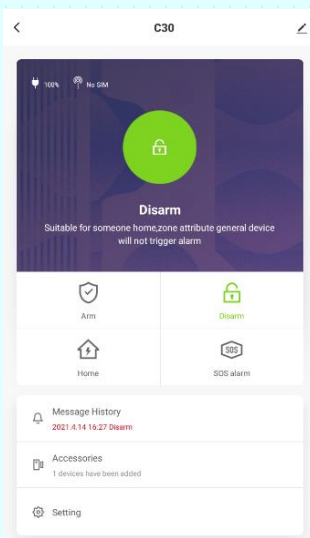 C30
100% No SIM
Disarm
Suitable for someone home,zone attribute general device
will not trigger alarm
Arm
Disarm
Home
SOS
SOS alarm
Message History
2021.4.14 16:27 Disarm
Accessories
1 devices have been added
Setting